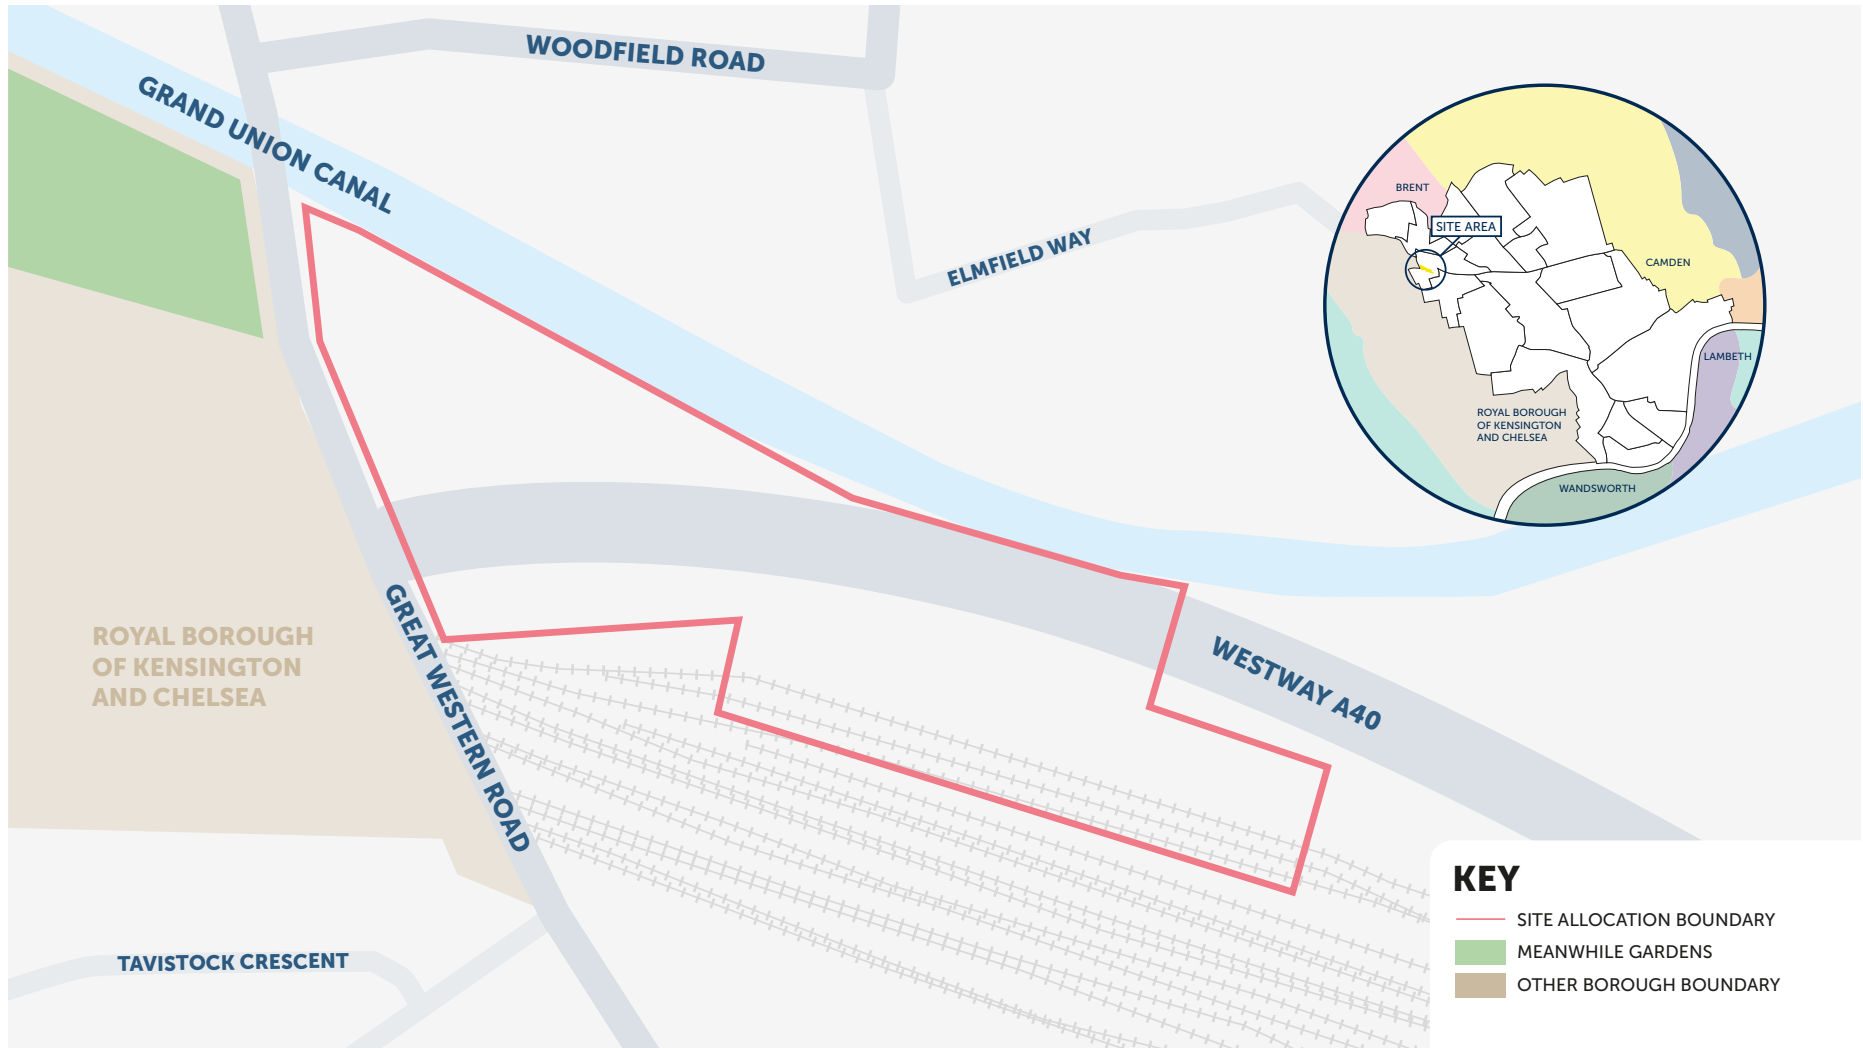 WOODFIELD ROAD
GRAND UNION CANAL
ELMFIELD WAY
BRENT
SITE AREA
CAMDEN
LAMBETH
ROYAL BOROUGH
OF KENSINGTON
AND CHELSEA
WANDSWORTH
ROYAL BOROUGH
OF KENSINGTON
AND CHELSEA
GREAT WESTERN ROAD
WESTWAY A40
TAVISTOCK CRESCENT
KEY
SITE ALLOCATION BOUNDARY
MEANWHILE GARDENS
OTHER BOROUGH BOUNDARY